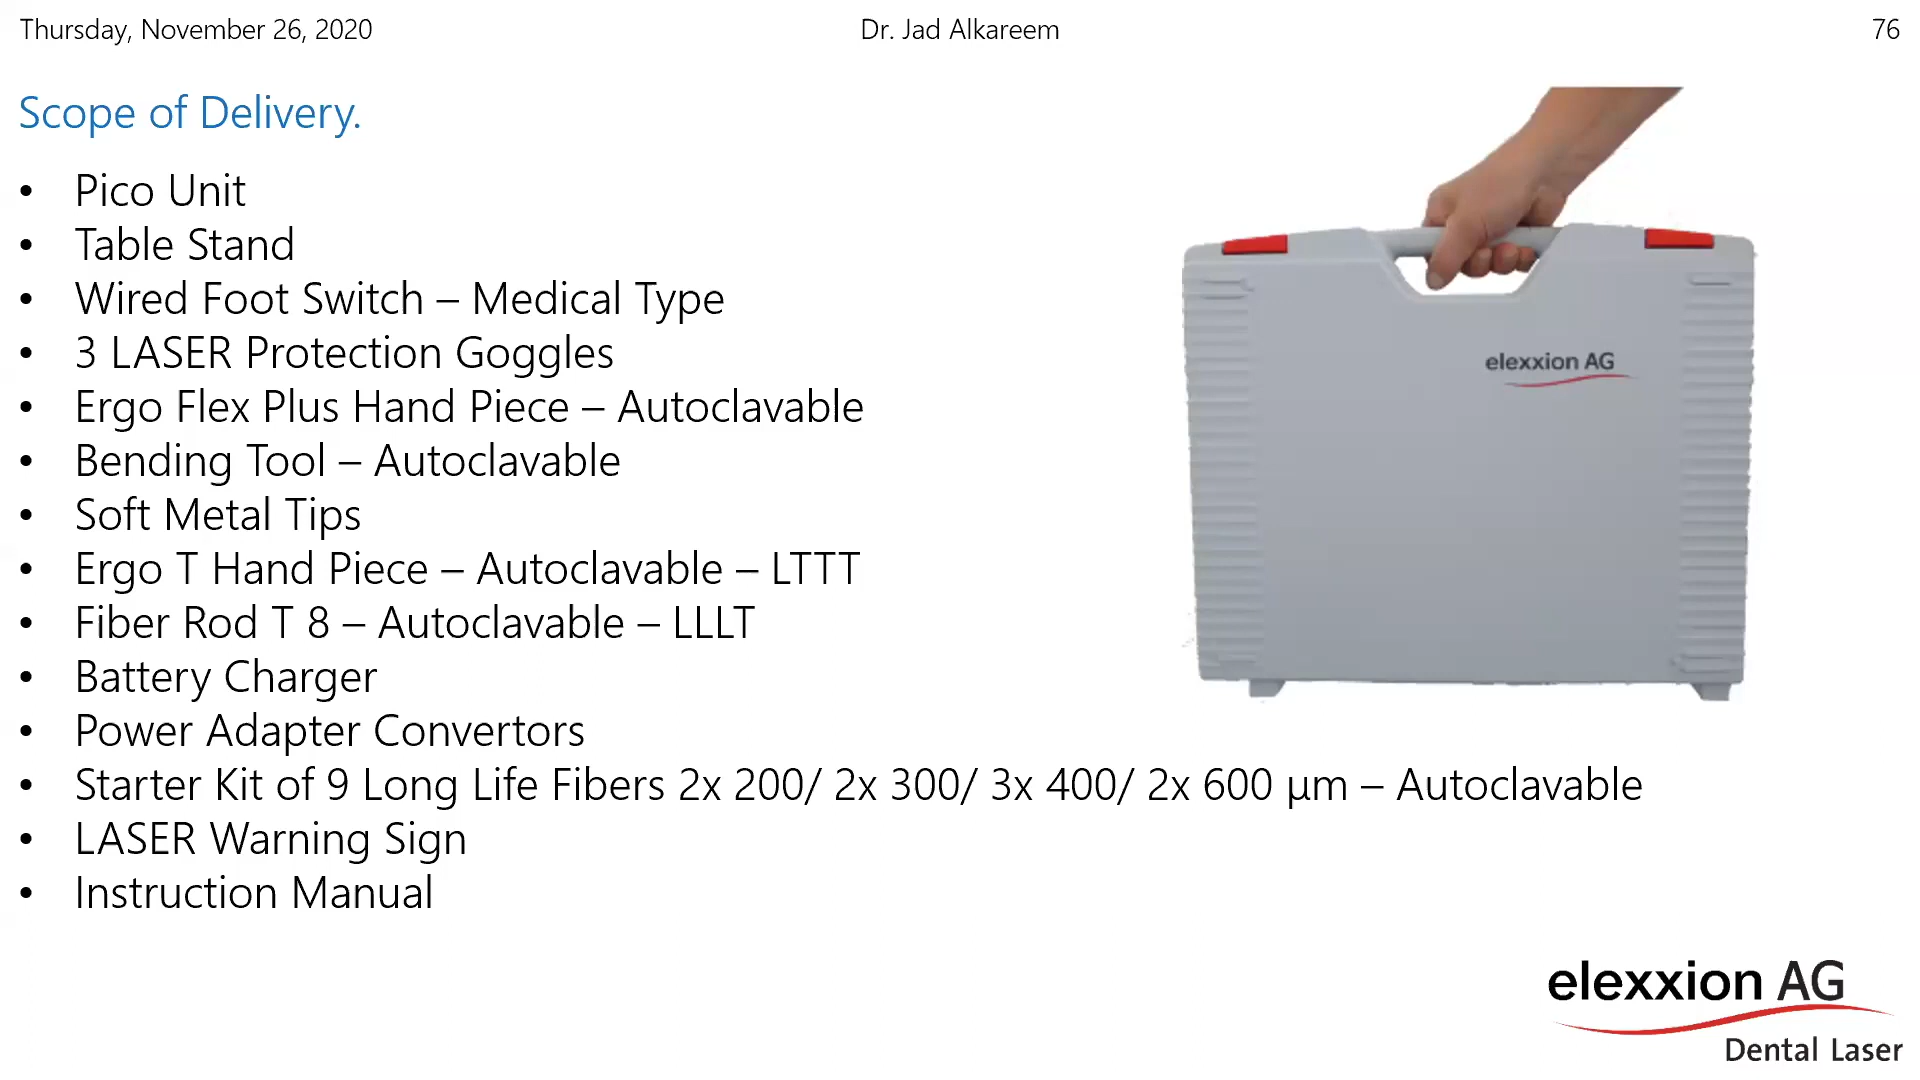 Thursday, November 26, 2020
Dr. Jad Alkareem
76
Scope of Delivery.
• Pico Unit
• Table Stand
• Wired Foot Switch – Medical Type
• 3 LASER Protection Goggles
• Ergo Flex Plus Hand Piece – Autoclavable
• Bending Tool – Autoclavable
• Soft Metal Tips
• Ergo T Hand Piece – Autoclavable – LTTT
• Fiber Rod T 8 – Autoclavable – LLLT
• Battery Charger
• Power Adapter Convertors
• Starter Kit of 9 Long Life Fibers 2x 200/ 2x 300/ 3x 400/ 2x 600 µm – Autoclavable
• LASER Warning Sign
• Instruction Manual
elexxion AG
elexxion AG
Dental Laser